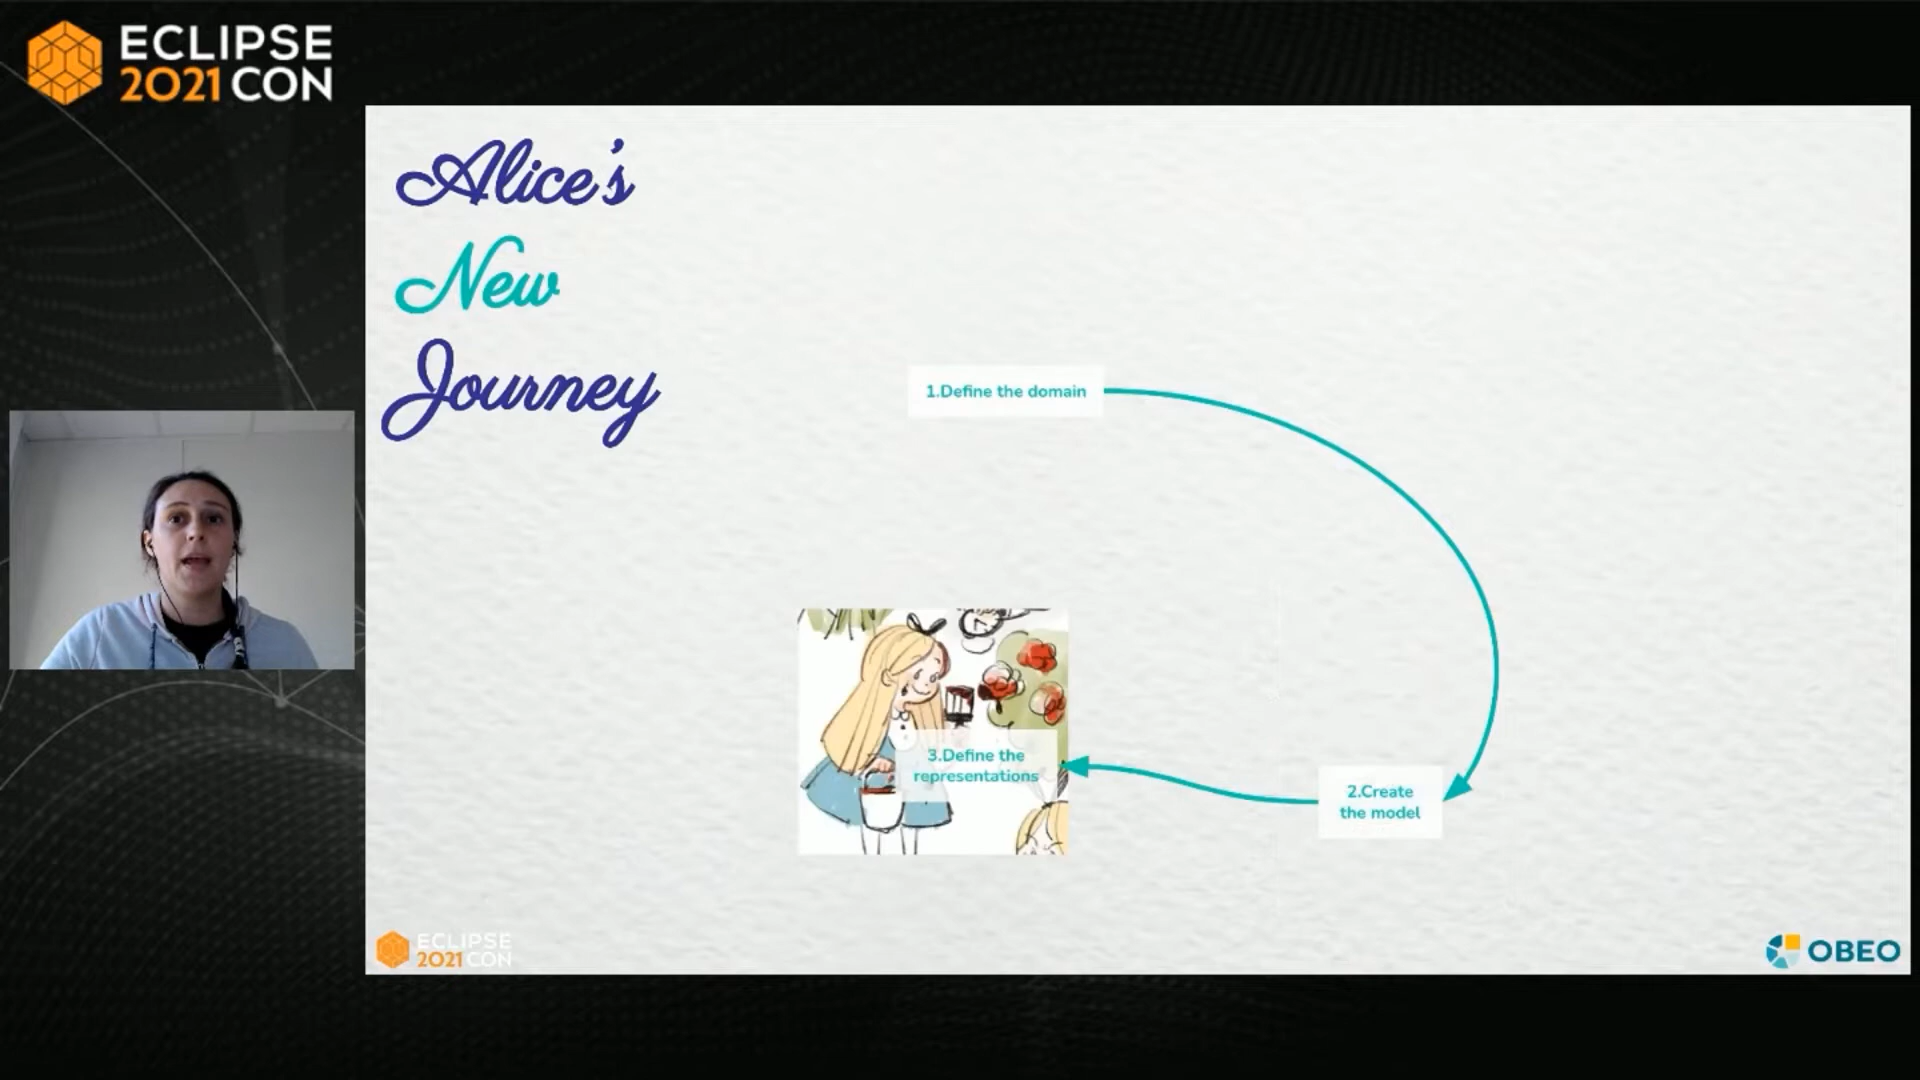 ECLIPSE
2021 CON
Alice's
New
Journey
1.Define the domain
3.Define the
representations
2.Create
the model
ECLIPSE
2021 CON
OBEO